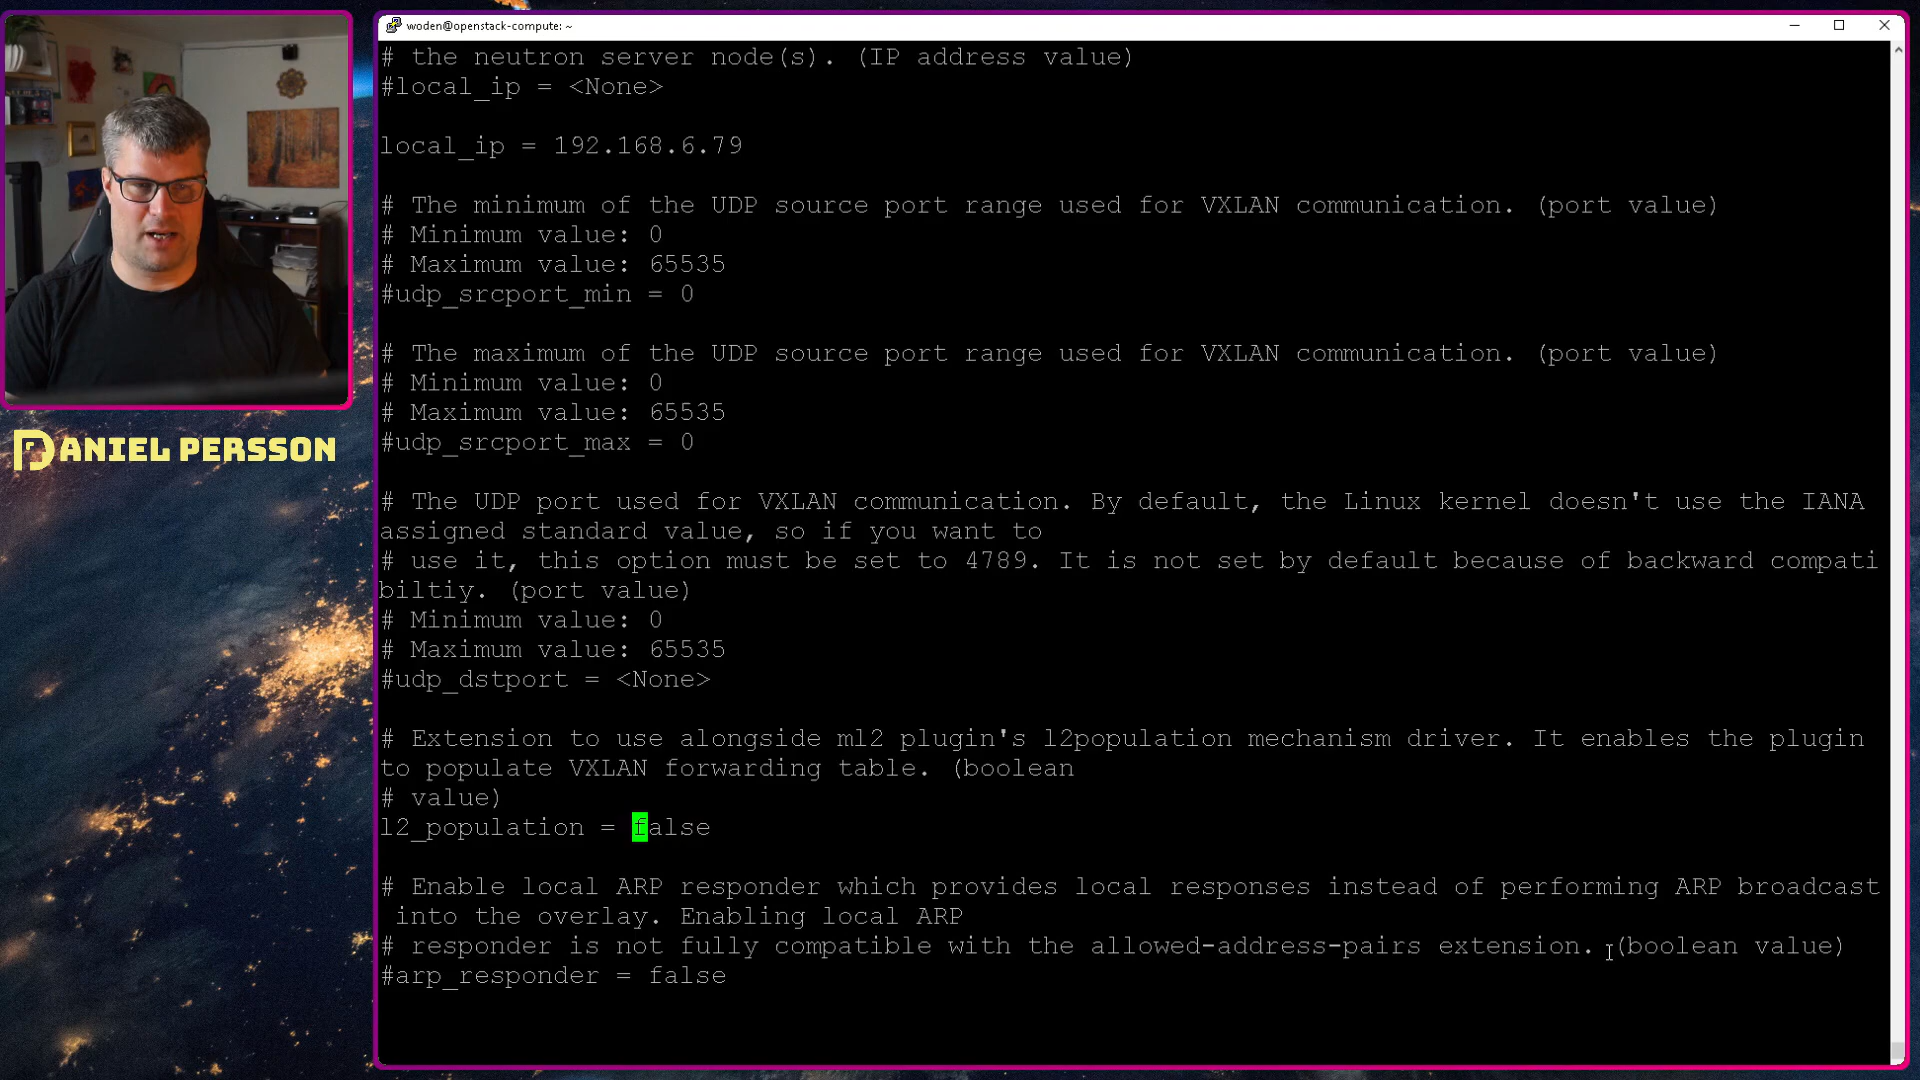 woden@openstack-compute: ~
# the neutron server node(s). (IP address value)
#local_ip = <None>
local_ip = 192.168.6.79
# The minimum of the UDP source port range used for VXLAN communication. (port value)
# Minimum value: 0
# Maximum value: 65535
#udp_srcport_min = 0
# The maximum of the UDP source port range used for VXLAN communication. (port value)
# Minimum value: 0
# Maximum value: 65535
#udp_srcport_max = 0
# The UDP port used for VXLAN communication. By default, the Linux kernel doesn't use the IANA
assigned standard value, so if you want to
# use it, this option must be set to 4789. It is not set by default because of backward compati
biltiy. (port value)
# Minimum value: 0
# Maximum value: 65535
#udp_dstport = <None>
# Extension to use alongside ml2 plugin's l2population mechanism driver. It enables the plugin
to populate VXLAN forwarding table. (boolean
# value)
l2_population = false
# Enable local ARP responder which provides local responses instead of performing ARP broadcast
into the overlay. Enabling local ARP
# responder is not fully compatible with the allowed-address-pairs extension. (boolean value)
#arp_responder = false
DANIEL PERSSON